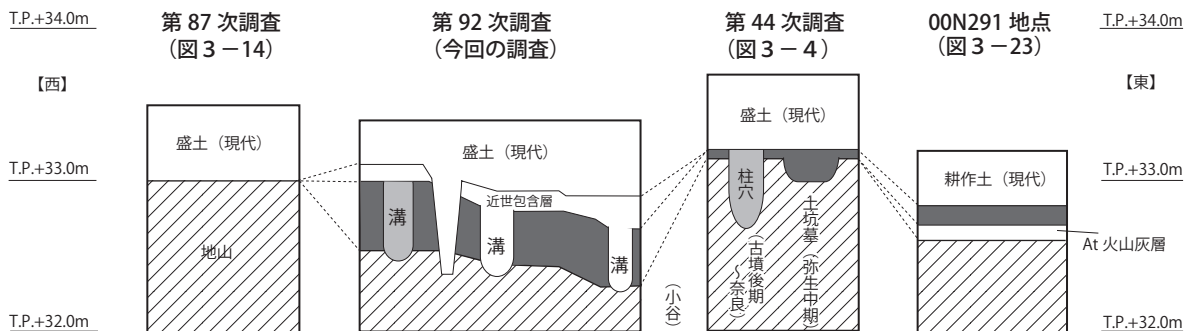 T.P.+34.0m
第 87 次調査
(図 3 −14)
第 92 次調査
(今回の調査)
第 44 次調査
(図 3 − 4)
00N291 地点
(図 3 −23)
T.P.+34.0m
【西】
【東】
盛土(現代)
盛土(現代)
盛土(現代)
T.P.+33.0m
T.P.+33.0m
耕作土(現代)
柱穴
近世包含層
溝
溝
溝
地山
土坑墓(弥生中期)
(古墳後期
〜奈良)
At 火山灰層
(小谷)
T.P.+32.0m
T.P.+32.0m